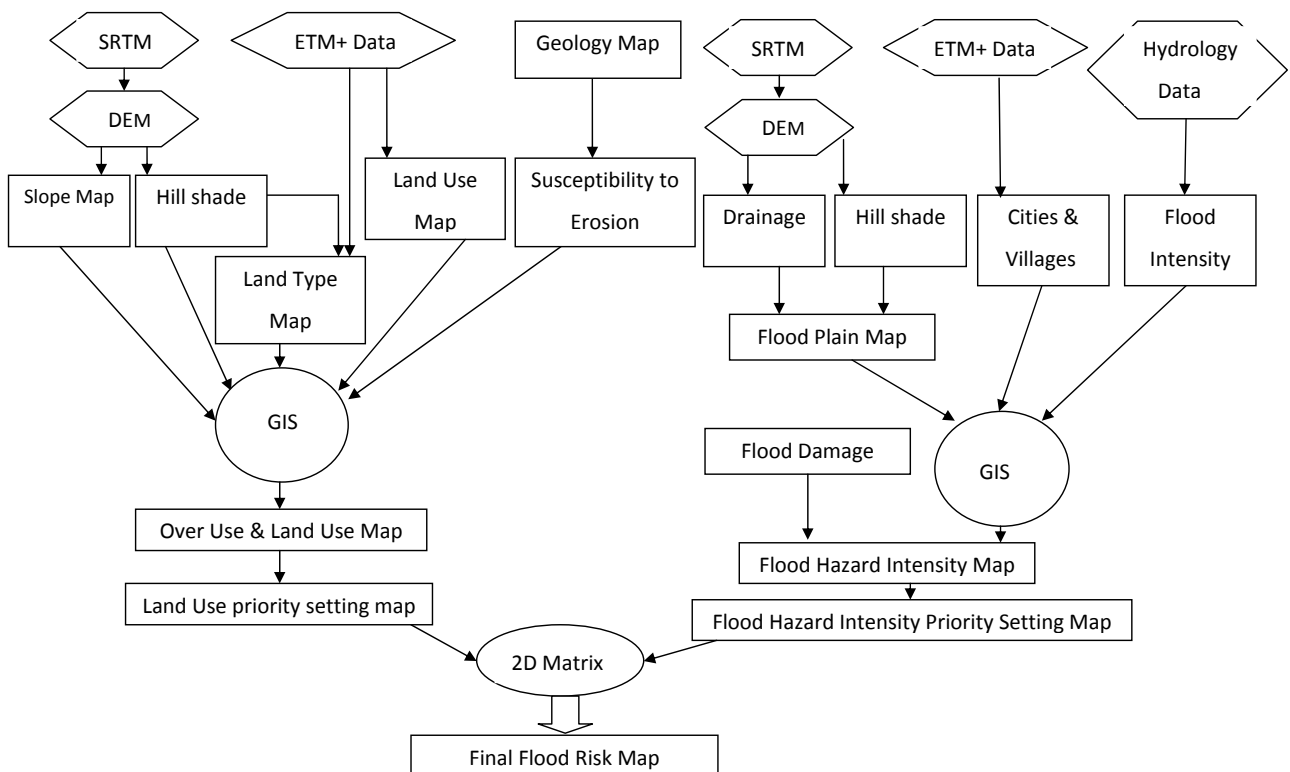 SRTM
ETM+ Data
Geology Map
SRTM
ETM+ Data
Hydrology
Data
DEM
DEM
Slope Map
Hill shade
Land Use
Map
Susceptibility to
Erosion
Drainage
Hill shade
Cities &
Villages
Flood
Intensity
Land Type
Map
Flood Plain Map
GIS
Flood Damage
GIS
Over Use & Land Use Map
Flood Hazard Intensity Map
Land Use priority setting map
Flood Hazard Intensity Priority Setting Map
2D Matrix
Final Flood Risk Map